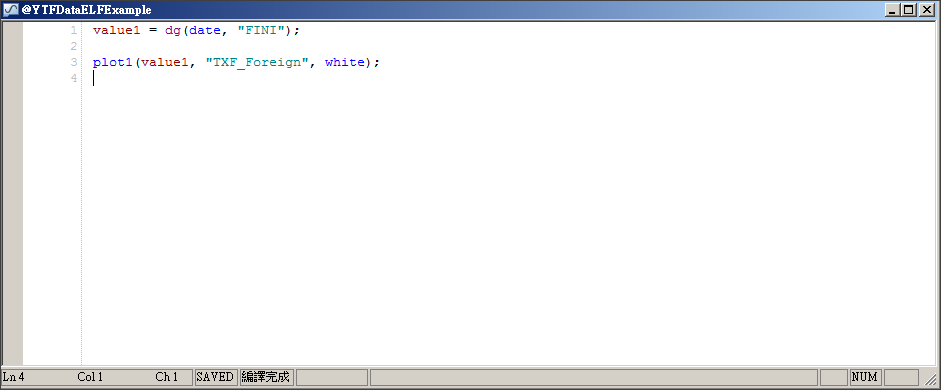 @YTFDataELFExample
1 value1 = dg(date, "FINI");
2
3 plot1(value1, "TXF_Foreign", white);
4
Ln 4 Col 1 Ch 1 SAVED 編譯完成 NUM